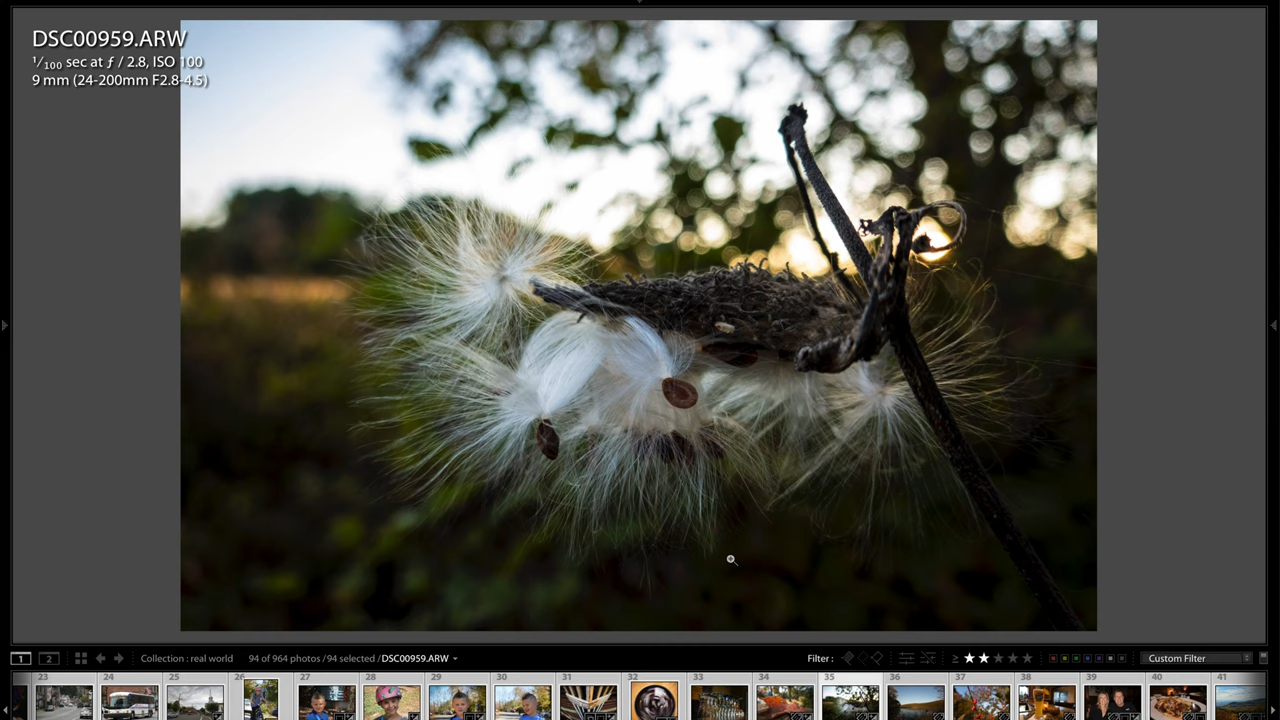 DSC00959.ARW
1/100 sec at ƒ / 2.8, ISO 100
9 mm (24-200mm F2.8-4.5)
1 2 Collection : real world 94 of 964 photos /94 selected /DSC00959.ARW Filter : ≥ ★★★★★ Custom Filter
23 24 25 26 27 28 29 30 31 32 33 34 35 36 37 38 39 40 41